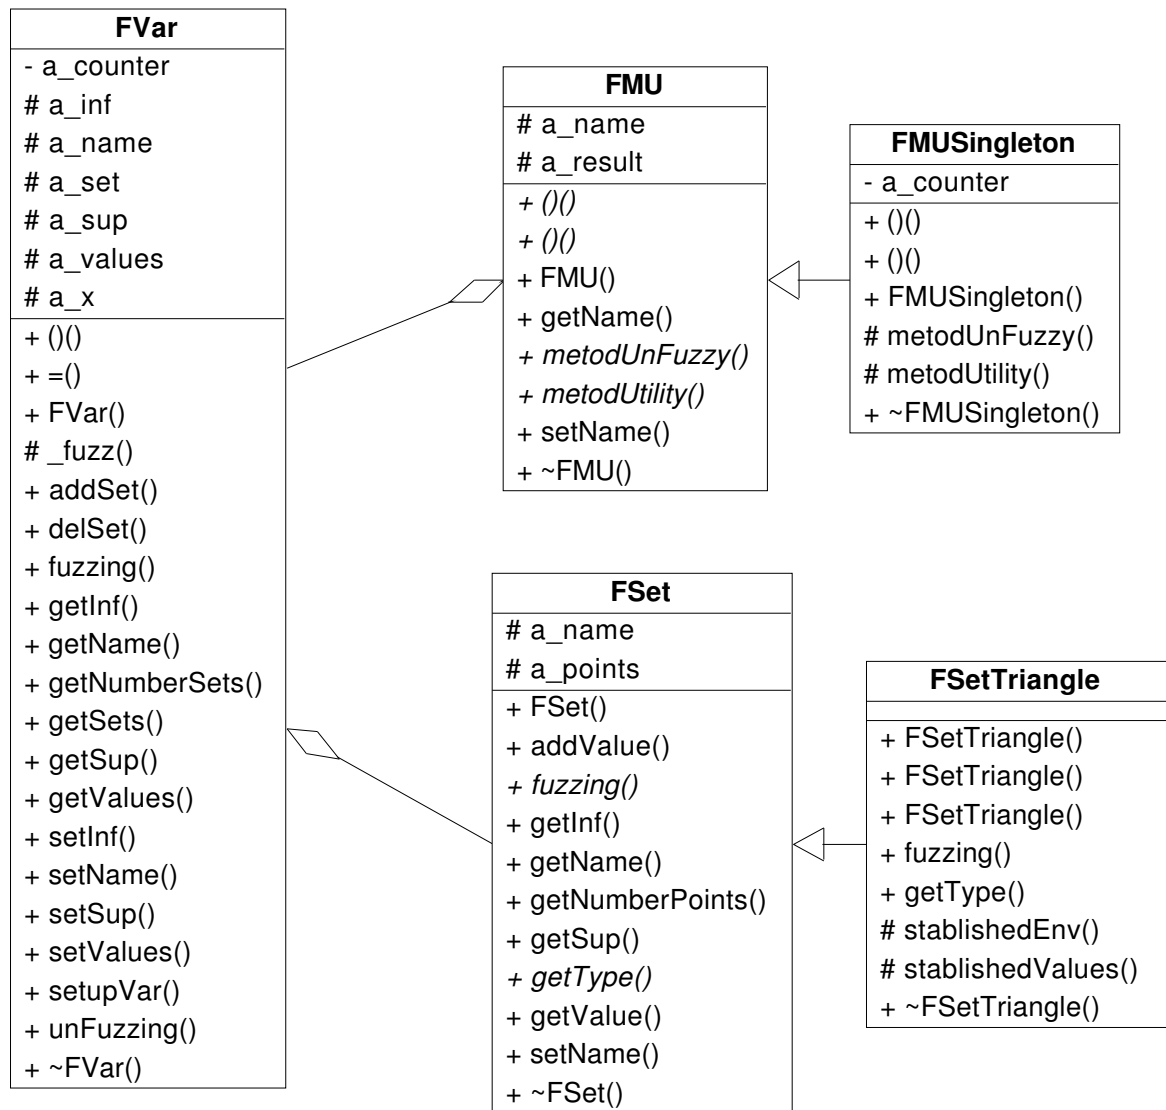 FVar
- a_counter
# a_inf
# a_name
# a_set
# a_sup
# a_values
# a_x
+ ()()
+ =()
+ FVar()
# _fuzz()
+ addSet()
+ delSet()
+ fuzzing()
+ getInf()
+ getName()
+ getNumberSets()
+ getSets()
+ getSup()
+ getValues()
+ setInf()
+ setName()
+ setSup()
+ setValues()
+ setupVar()
+ unFuzzing()
+ ~FVar()
FMU
# a_name
# a_result
+ ()()
+ ()()
+ FMU()
+ getName()
+ metodUnFuzzy()
+ metodUtility()
+ setName()
+ ~FMU()
FMUSingleton
- a_counter
+ ()()
+ ()()
+ FMUSingleton()
# metodUnFuzzy()
# metodUtility()
+ ~FMUSingleton()
FSet
# a_name
# a_points
+ FSet()
+ addValue()
+ fuzzing()
+ getInf()
+ getName()
+ getNumberPoints()
+ getSup()
+ getType()
+ getValue()
+ setName()
+ ~FSet()
FSetTriangle
+ FSetTriangle()
+ FSetTriangle()
+ FSetTriangle()
+ fuzzing()
+ getType()
# stablishedEnv()
# stablishedValues()
+ ~FSetTriangle()